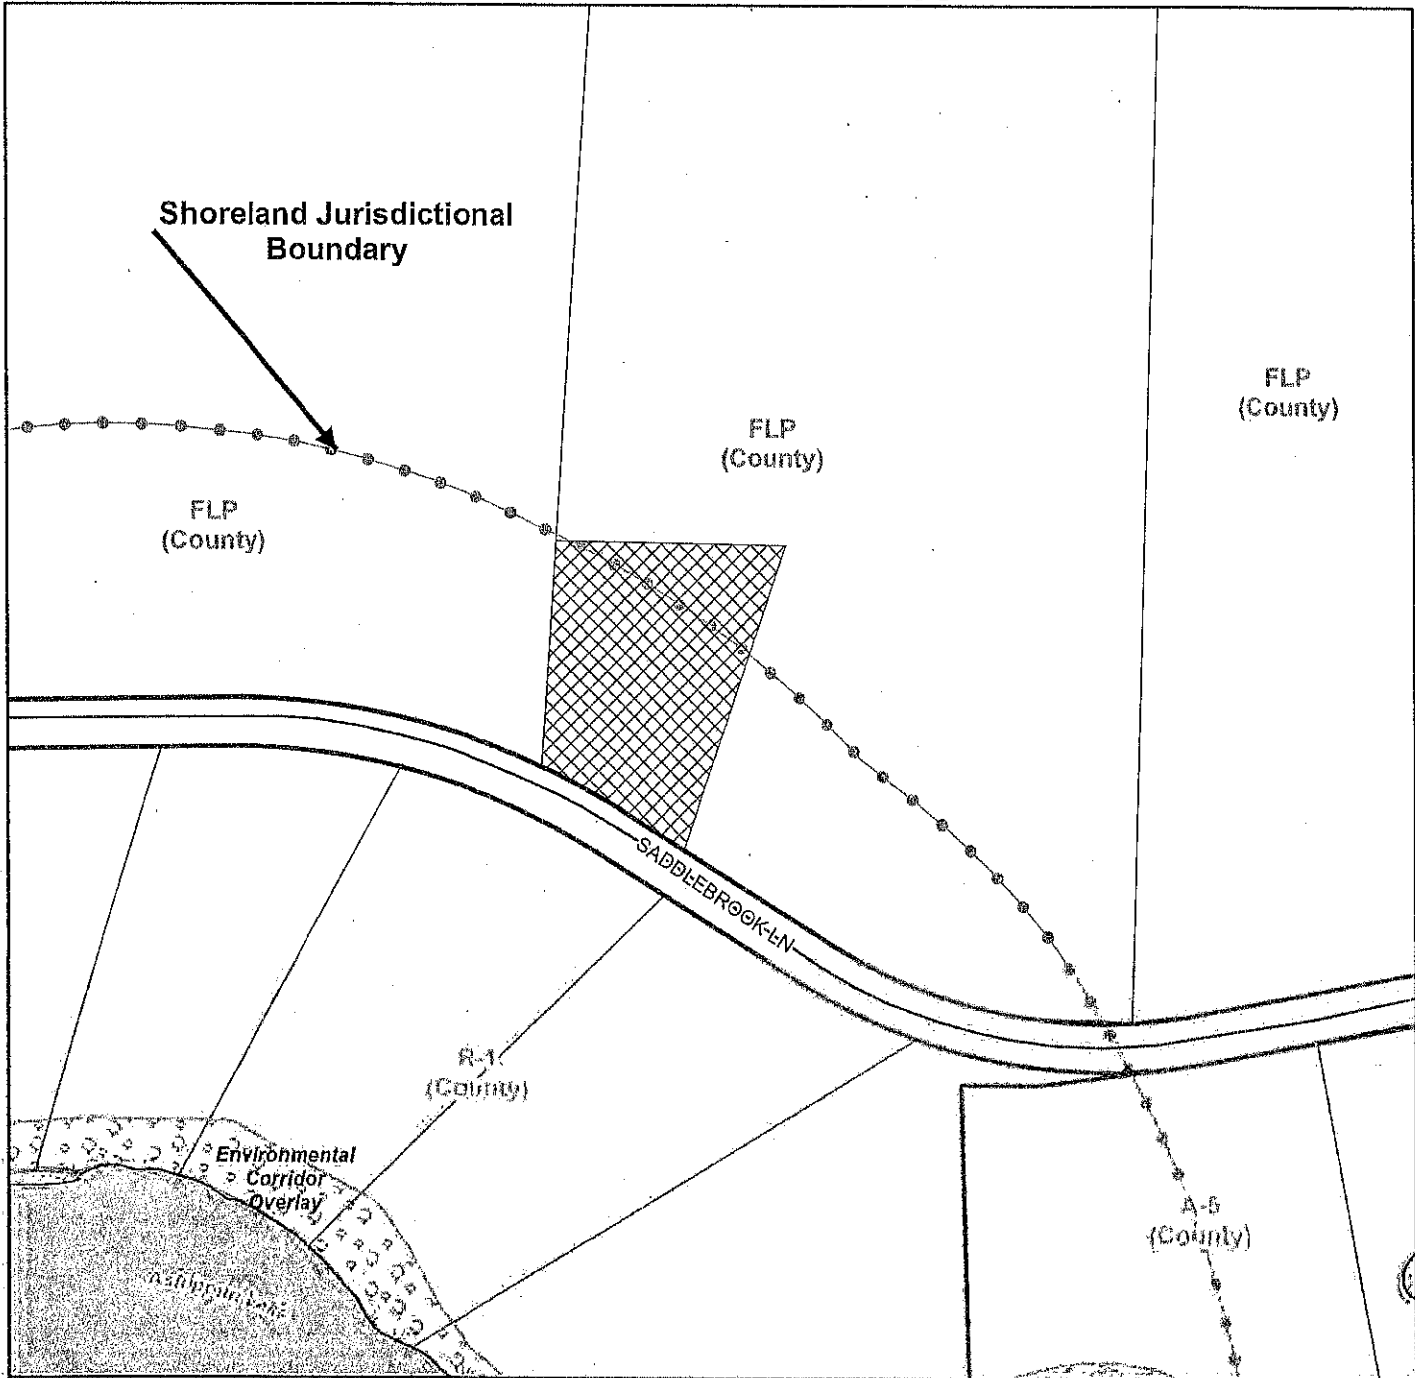 Shoreland Jurisdictional
Boundary
FLP
(County)
FLP
(County)
FLP
(County)
SADDLEBROOK LN
R-1
(County)
Environmental
Corridor
Overlay
A-5
(County)